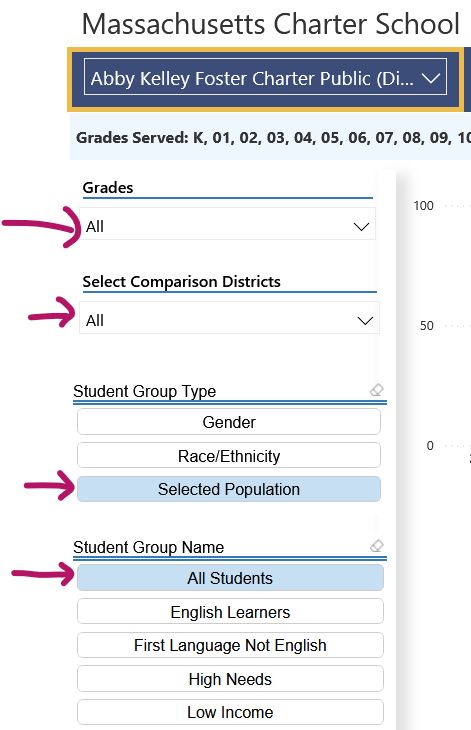 Massachusetts Charter School
Abby Kelley Foster Charter Public (Di...
Grades Served: K, 01, 02, 03, 04, 05, 06, 07, 08, 09, 10
Grades
All
Select Comparison Districts
All
Student Group Type
Gender
Race/Ethnicity
Selected Population
Student Group Name
All Students
English Learners
First Language Not English
High Needs
Low Income
100
50
0